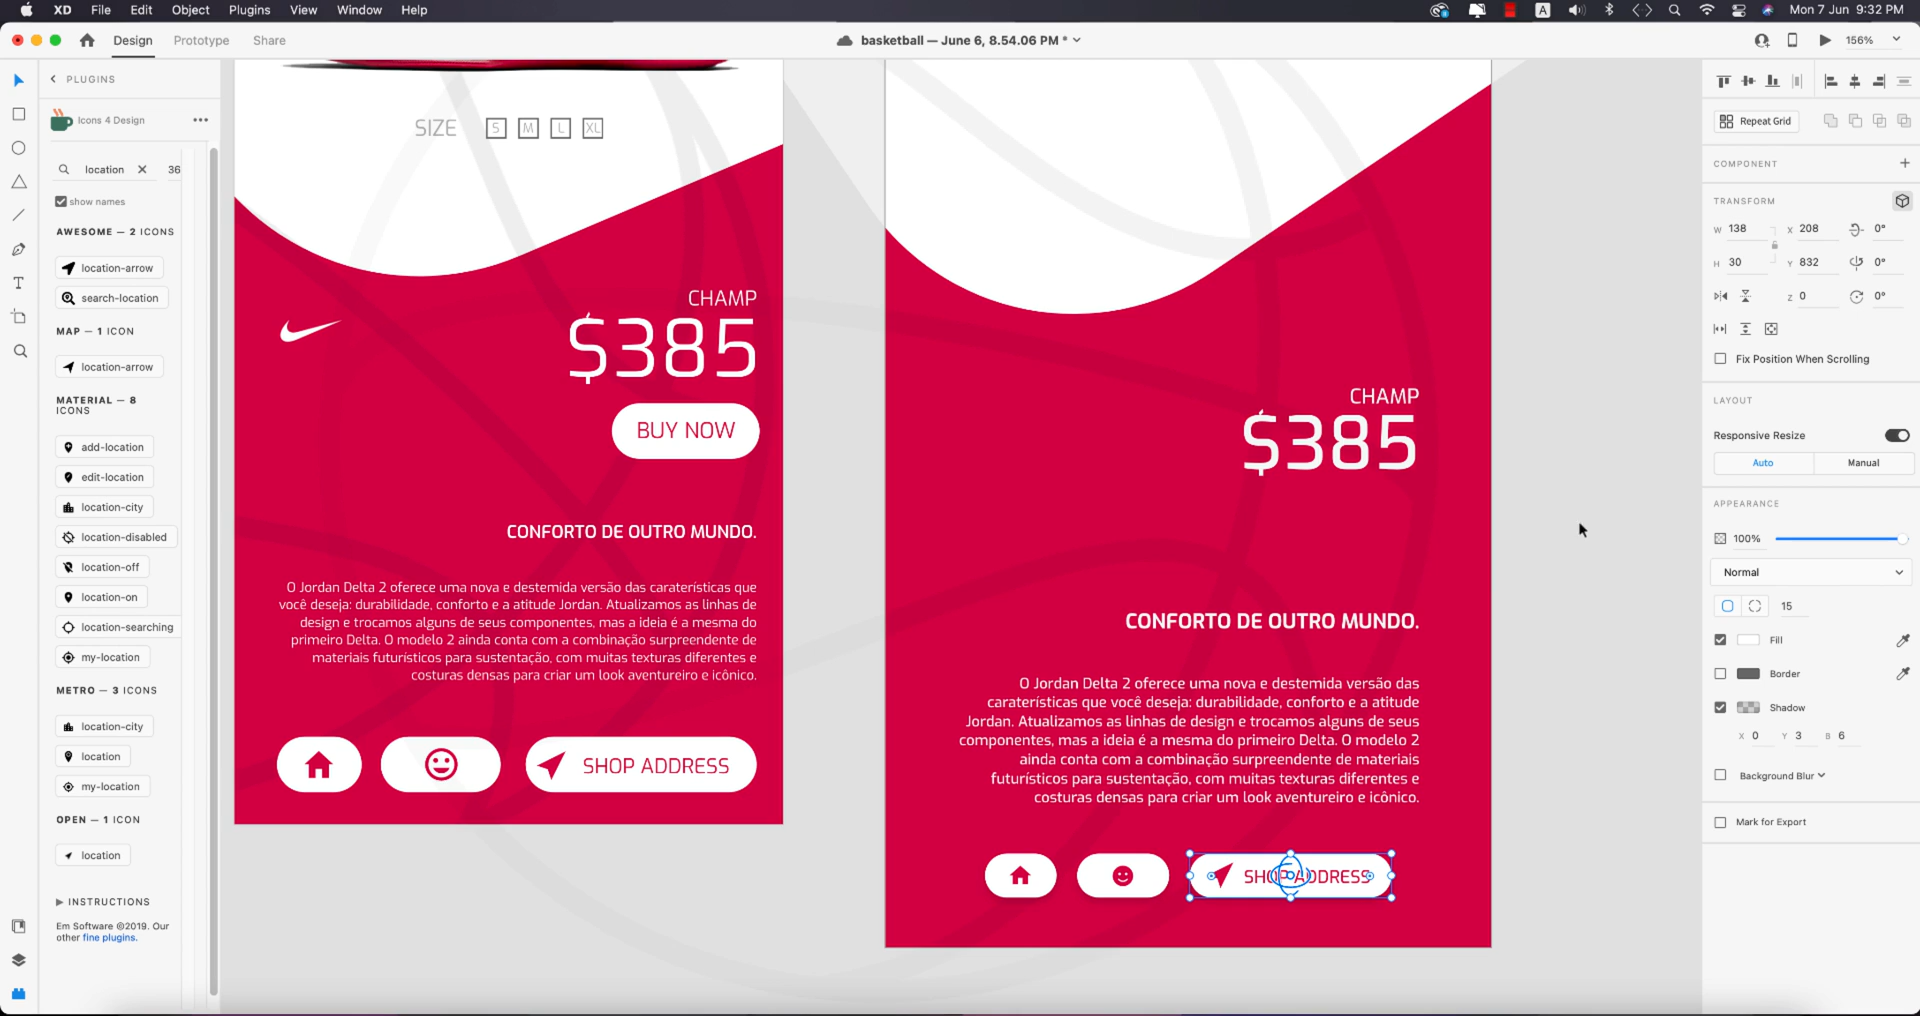 XD File Edit Object Plugins View Window Help
A Mon 7 Jun 9:32 PM
Design Prototype Share
basketball — June 6, 8.54.06 PM *
156%
PLUGINS
Icons 4 Design
location 36
show names
AWESOME — 2 ICONS
location-arrow
search-location
MAP — 1 ICON
location-arrow
MATERIAL — 8
ICONS
add-location
edit-location
location-city
location-disabled
location-off
location-on
location-searching
my-location
METRO — 3 ICONS
location-city
location
my-location
OPEN — 1 ICON
location
INSTRUCTIONS
Em Software ©2019. Our
other fine plugins.
SIZE S M L XL
CHAMP
$385
BUY NOW
CONFORTO DE OUTRO MUNDO.
O Jordan Delta 2 oferece uma nova e destemida versão das caraterísticas que
você deseja: durabilidade, conforto e a atitude Jordan. Atualizamos as linhas de
design e trocamos alguns de seus componentes, mas a ideia é a mesma do
primeiro Delta. O modelo 2 ainda conta com a combinação surpreendente de
materiais futurísticos para sustentação, com muitas texturas diferentes e
costuras densas para criar um look aventureiro e icônico.
SHOP ADDRESS
CHAMP
$385
CONFORTO DE OUTRO MUNDO.
O Jordan Delta 2 oferece uma nova e destemida versão das
caraterísticas que você deseja: durabilidade, conforto e a atitude
Jordan. Atualizamos as linhas de design e trocamos alguns de seus
componentes, mas a ideia é a mesma do primeiro Delta. O modelo 2
ainda conta com a combinação surpreendente de materiais
futurísticos para sustentação, com muitas texturas diferentes e
costuras densas para criar um look aventureiro e icônico.
SHOP ADDRESS
Repeat Grid
COMPONENT
TRANSFORM
W 138 X 208 0°
H 30 Y 832 0°
Z 0 0°
Fix Position When Scrolling
LAYOUT
Responsive Resize
Auto Manual
APPEARANCE
100%
Normal
15
Fill
Border
Shadow
X 0 Y 3 B 6
Background Blur
Mark for Export